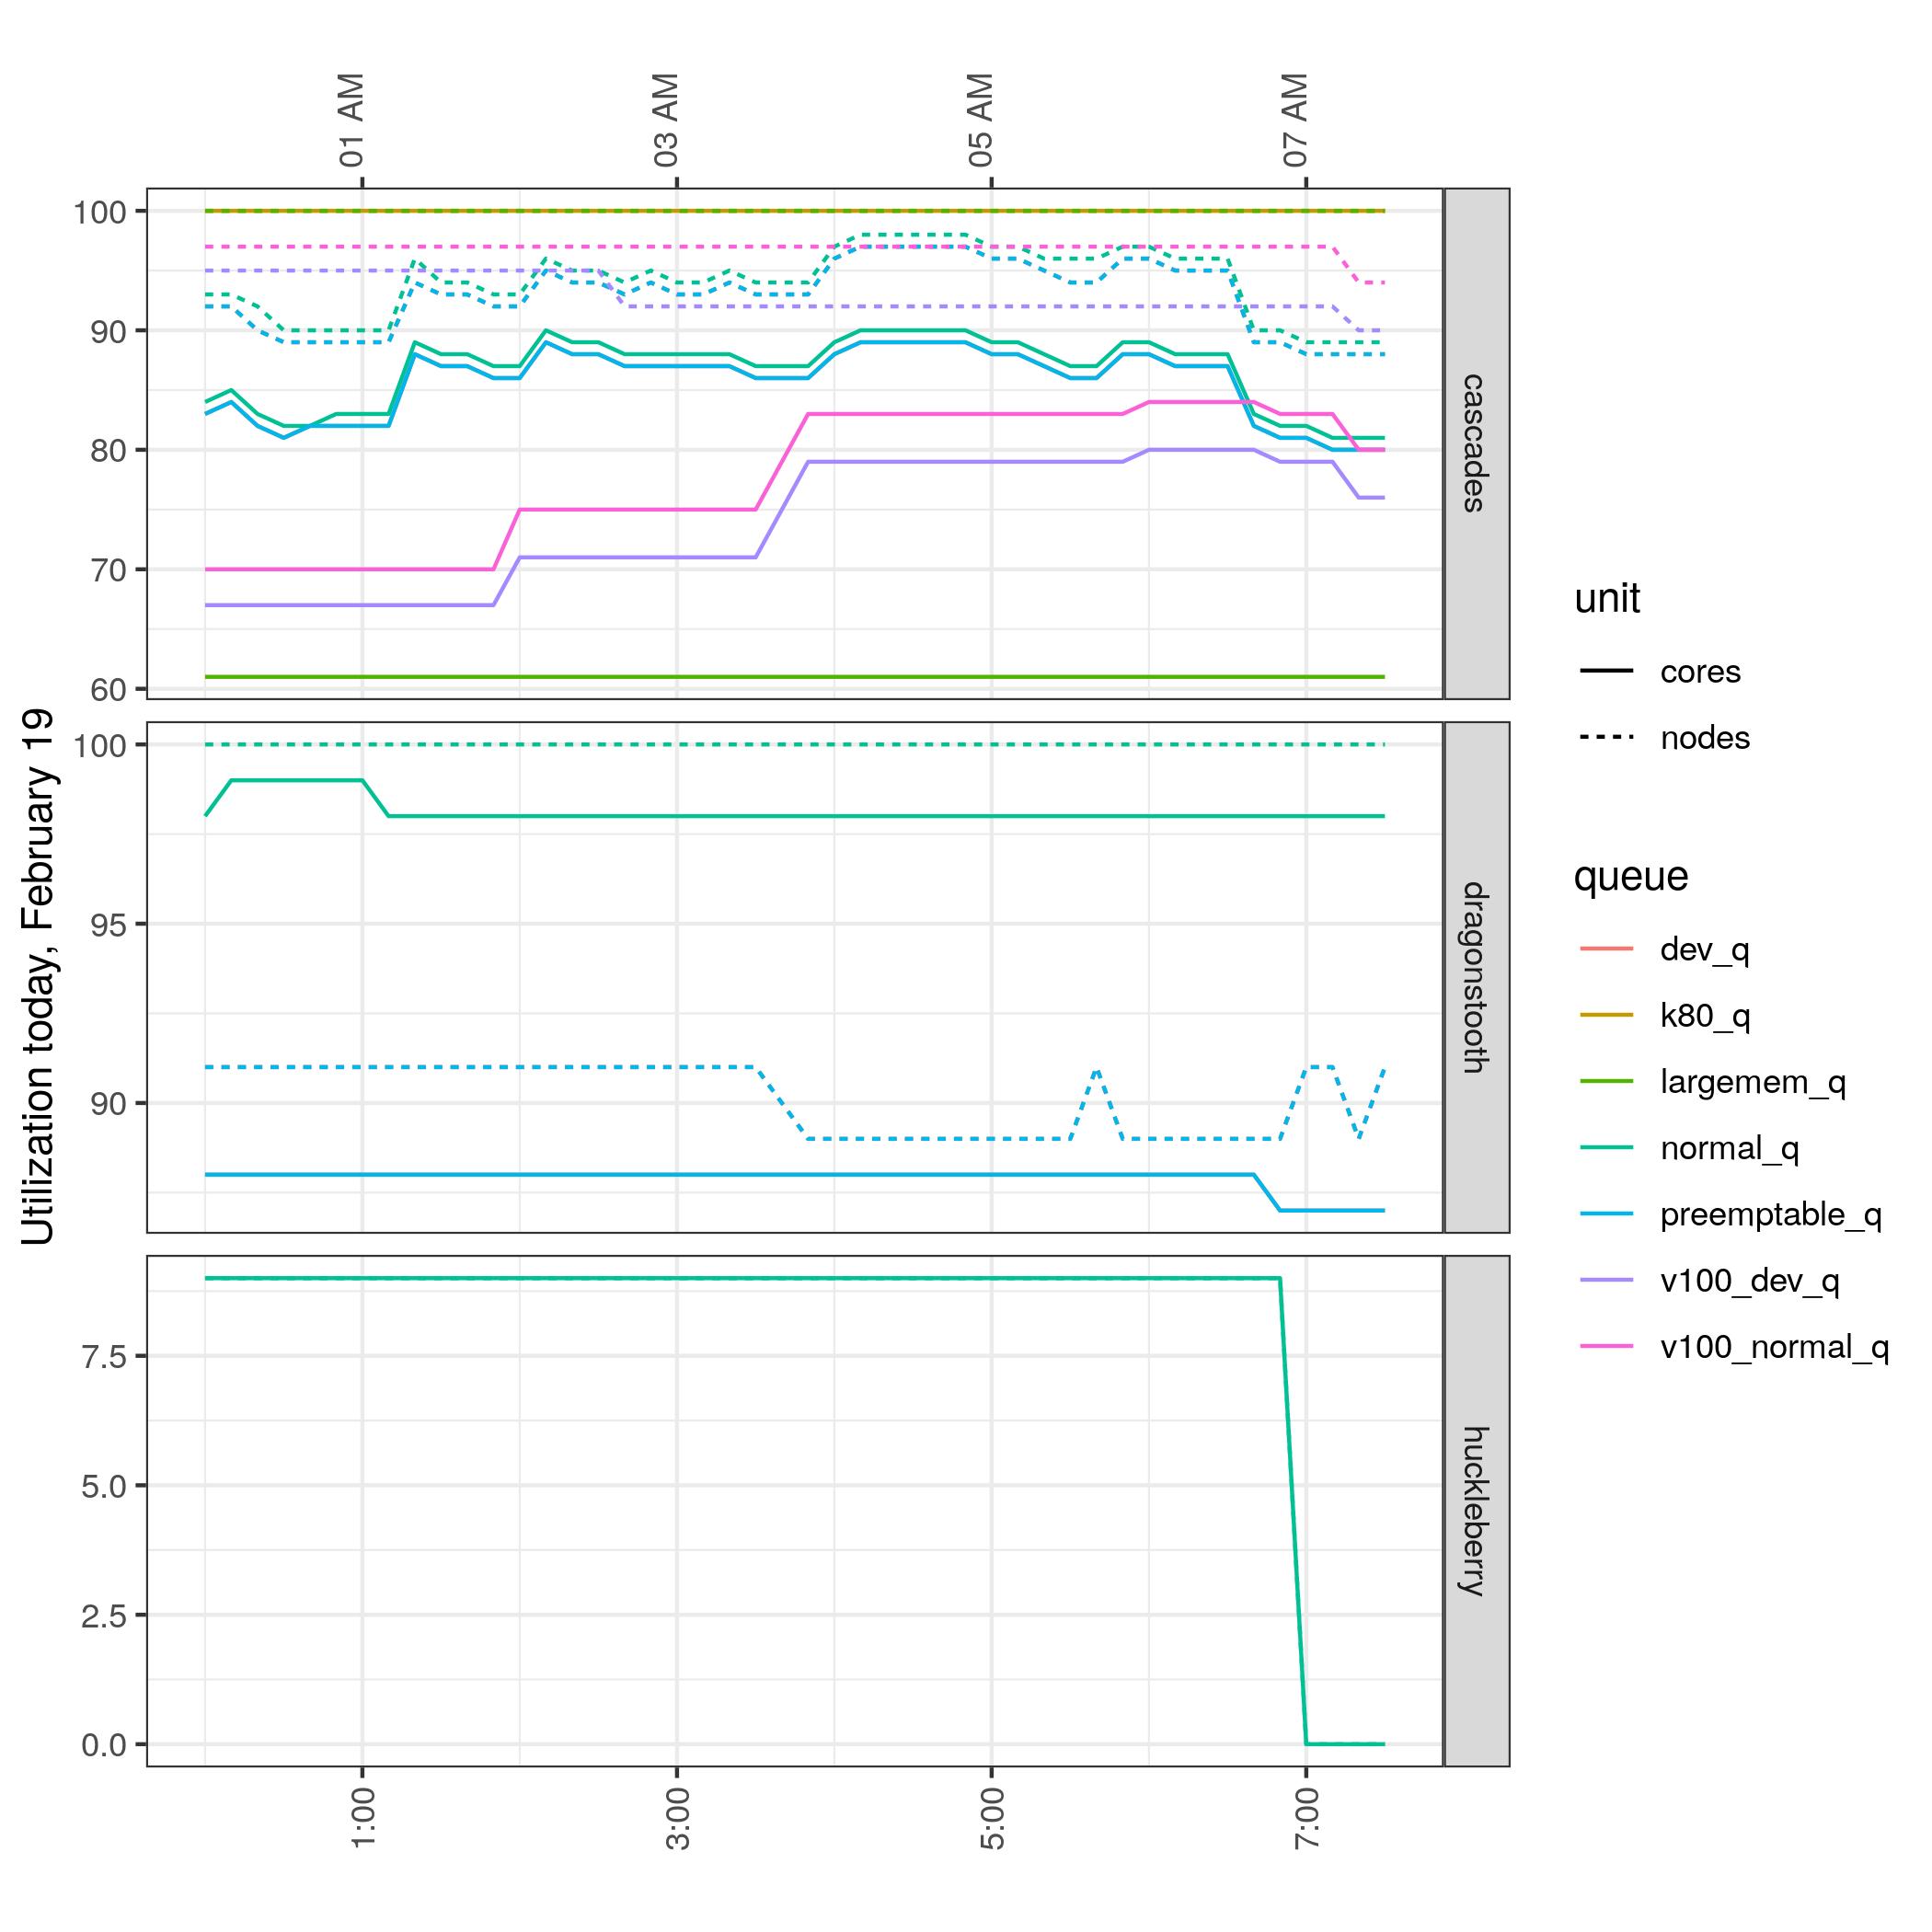 01 AM
03 AM
05 AM
07 AM
Utilization today, February 19
100
90
80
70
60
cascades
100
95
90
dragonstooth
7.5
5.0
2.5
0.0
huckleberry
1:00
3:00
5:00
7:00
unit
cores
nodes
queue
dev_q
k80_q
largemem_q
normal_q
preemptable_q
v100_dev_q
v100_normal_q